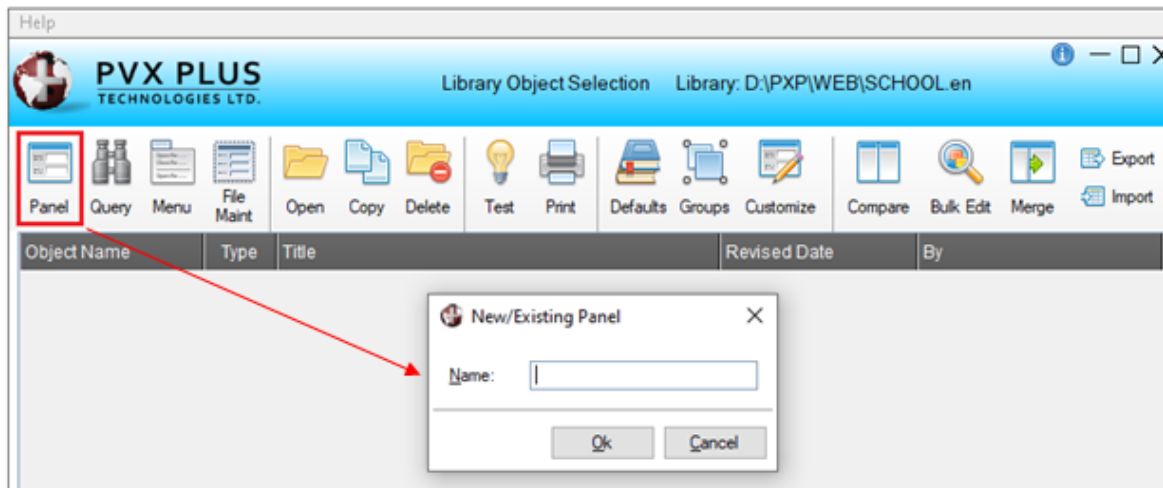 Help
PVX PLUS
TECHNOLOGIES LTD.
Library Object Selection Library: D:\PXP\WEB\SCHOOL.en
Panel Query Menu File Maint Open Copy Delete Test Print Defaults Groups Customize Compare Bulk Edit Merge Export
Import
Object Name Type Title Revised Date By
New/Existing Panel
Name:
Ok Cancel